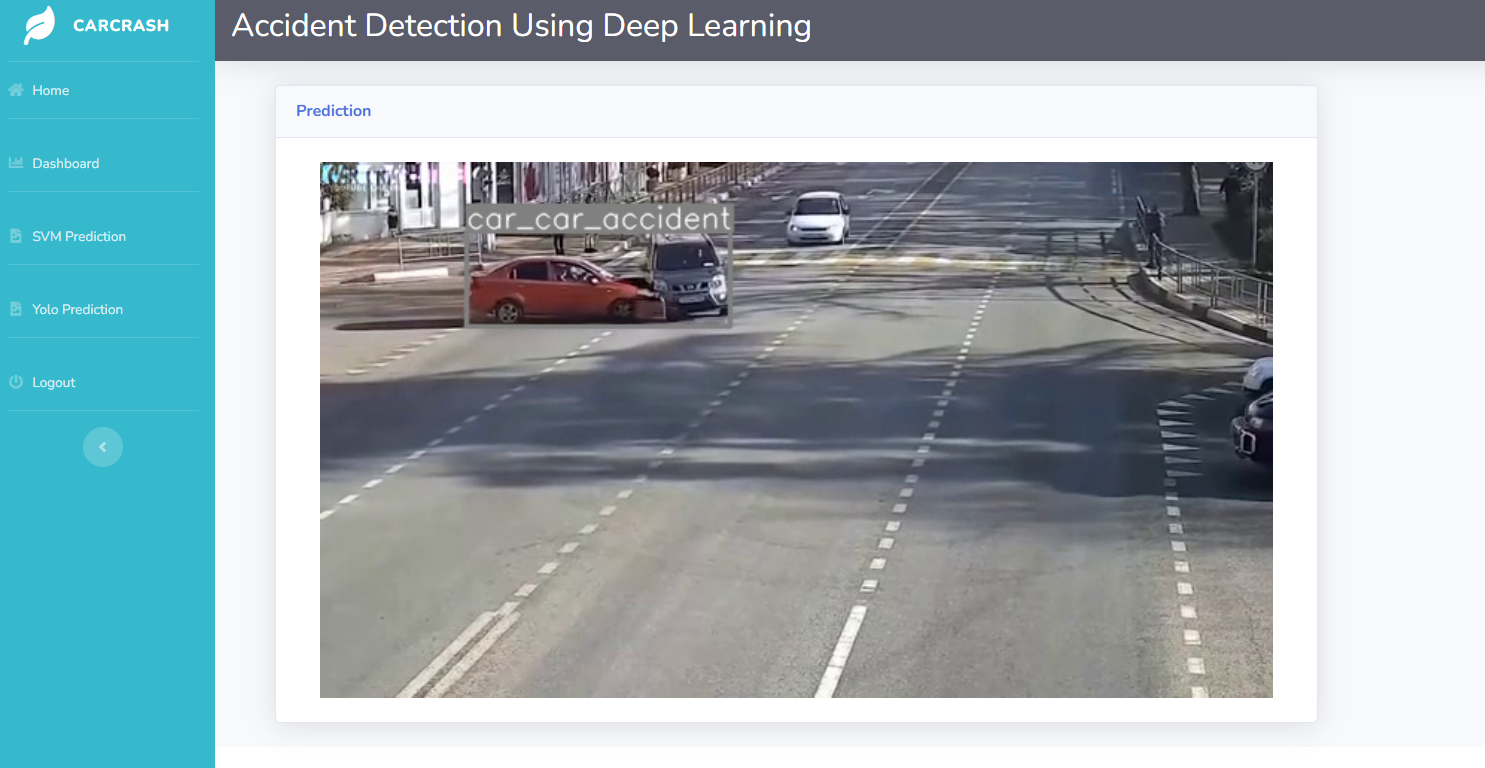 CARCRASH
Accident Detection Using Deep Learning
Home
Dashboard
SVM Prediction
Yolo Prediction
Logout
Prediction
car_car_accident